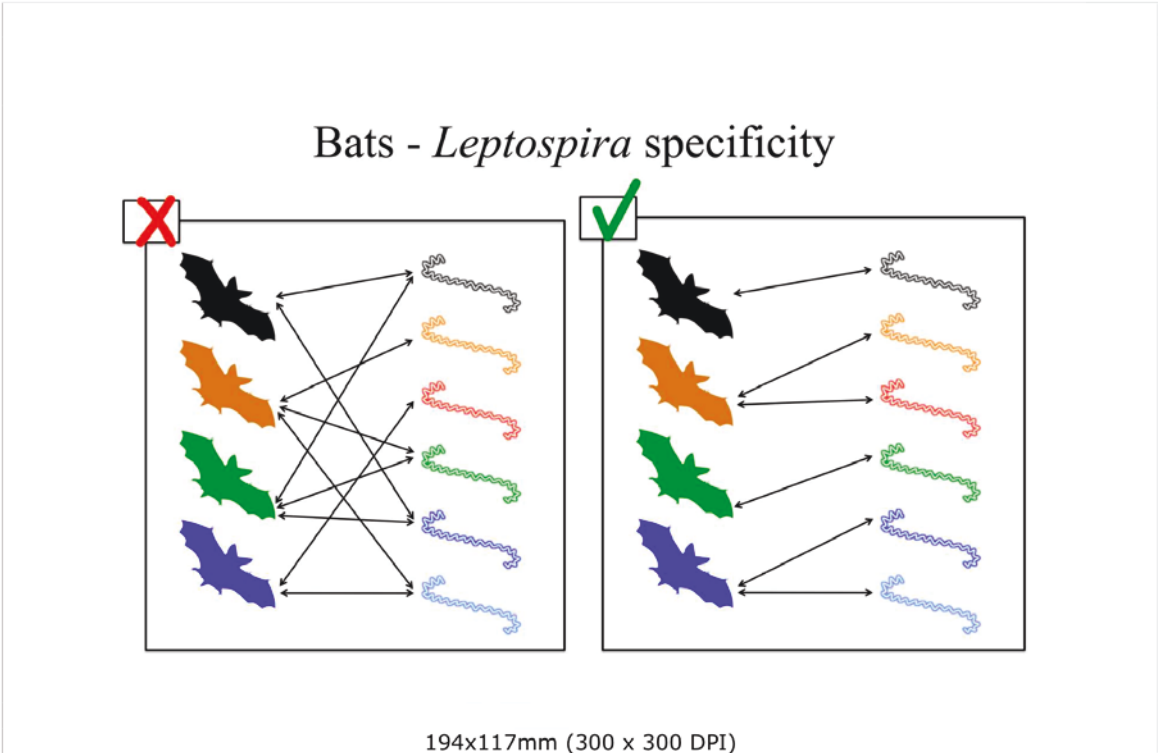 Bats - Leptospira specificity
194x117mm (300 x 300 DPI)